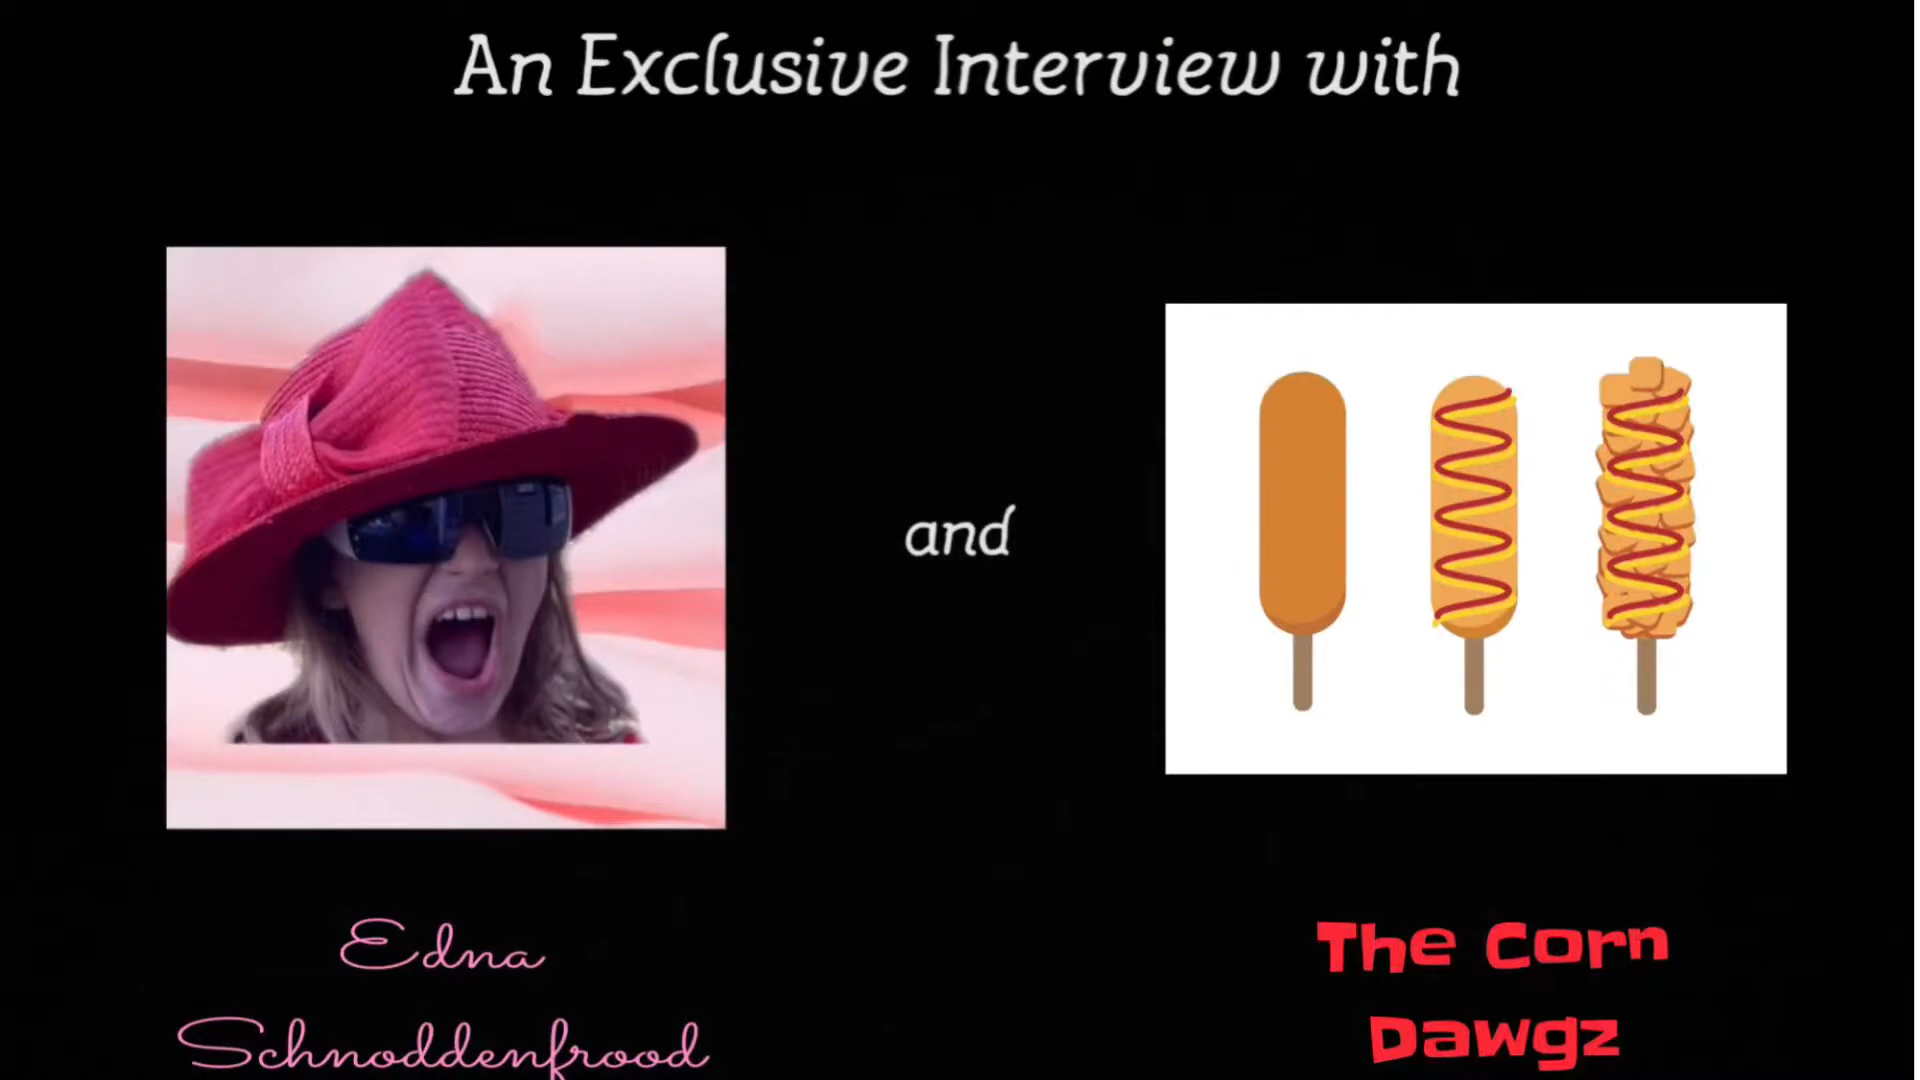 An Exclusive Interview with
and
Edna
Schnoddenfrood
The Corn
Dawgz